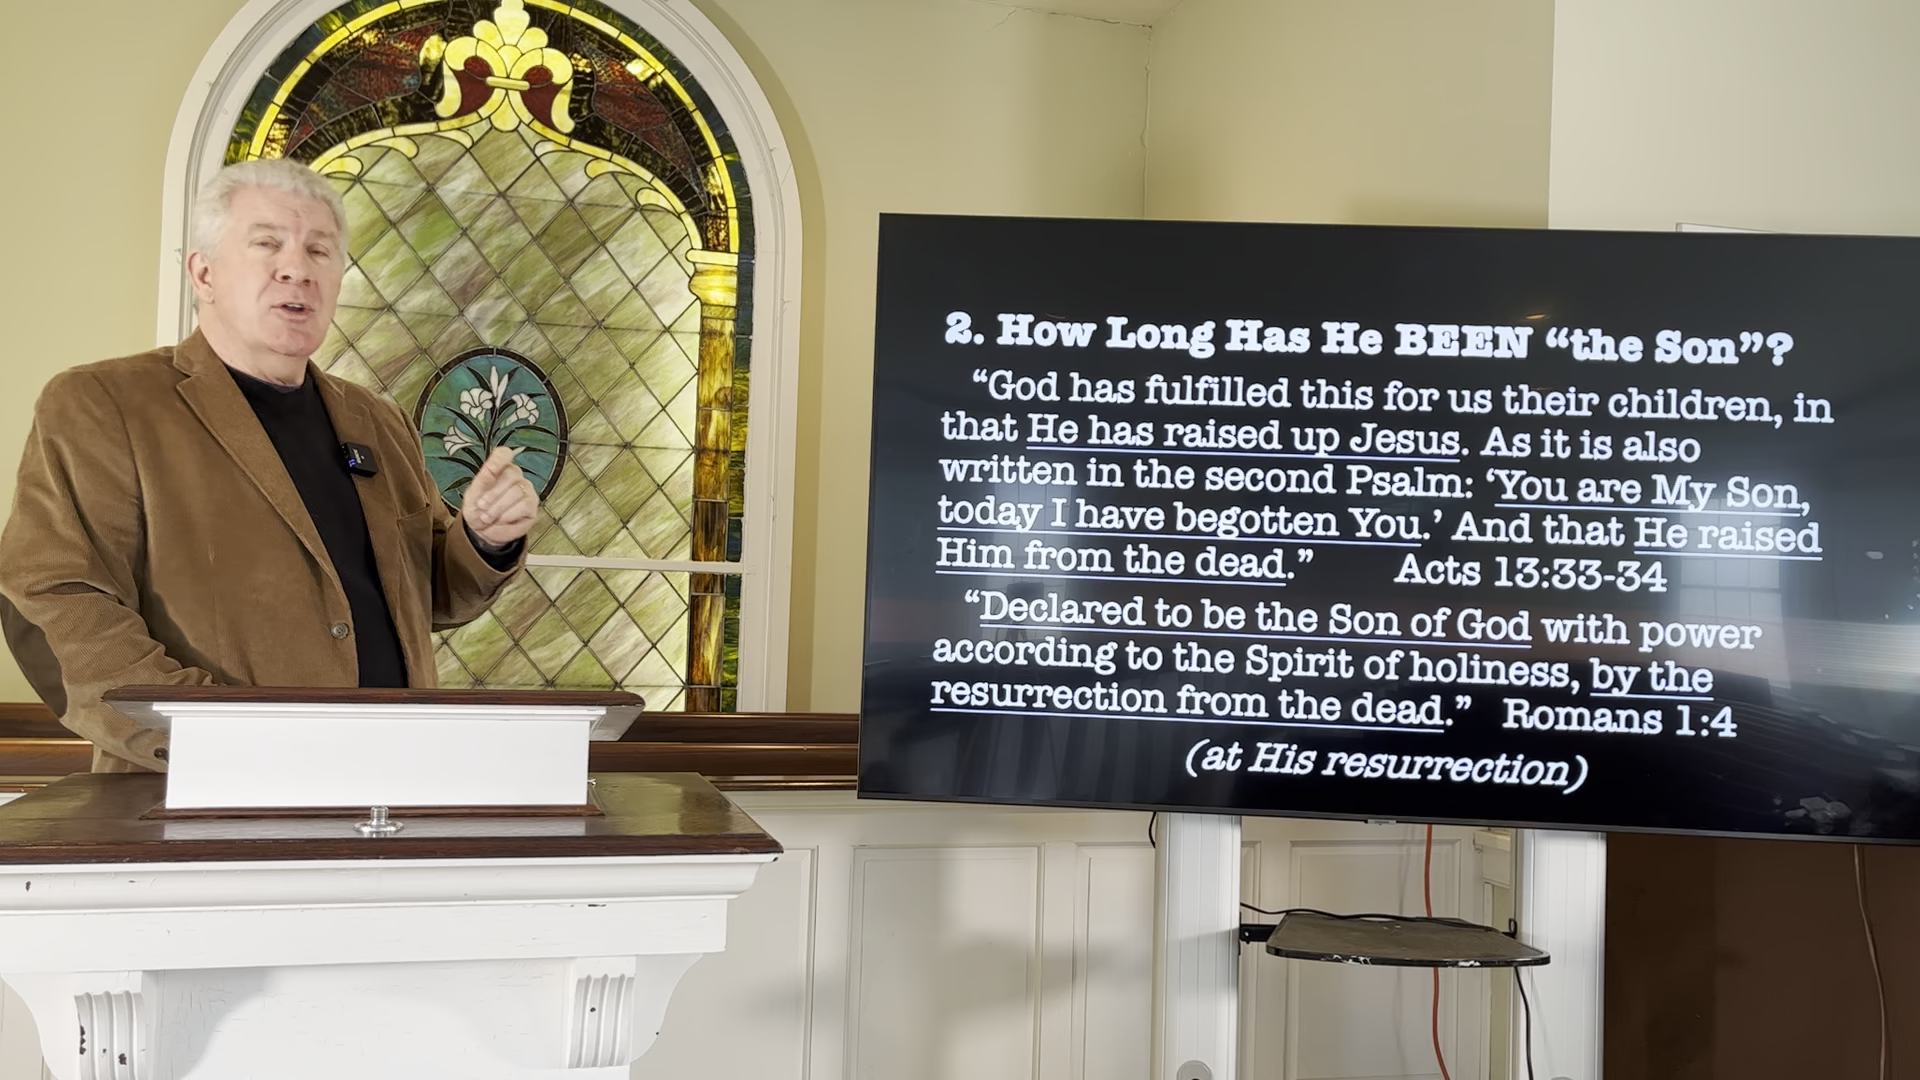 2. How Long Has He BEEN “the Son”?
“God has fulfilled this for us their children, in
that He has raised up Jesus. As it is also
written in the second Psalm: ‘You are My Son,
today I have begotten You.’ And that He raised
Him from the dead.” Acts 13:33-34
“Declared to be the Son of God with power
according to the Spirit of holiness, by the
resurrection from the dead.” Romans 1:4
(at His resurrection)